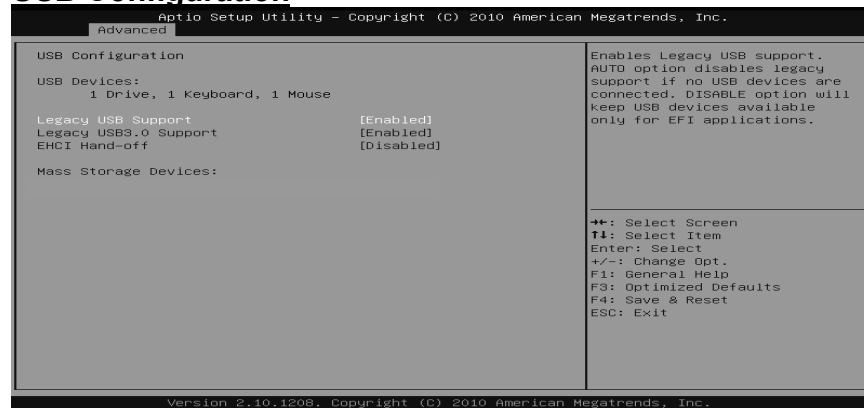 USB Configuration
Aptio Setup Utility – Copyright (C) 2010 American Megatrends, Inc.
Advanced
USB Configuration
USB Devices:
1 Drive, 1 Keyboard, 1 Mouse
Legacy USB Support [Enabled]
Legacy USB3.0 Support [Enabled]
EHCI Hand-off [Disabled]
Mass Storage Devices:
Enables Legacy USB support.
AUTO option disables legacy
support if no USB devices are
connected. DISABLE option will
keep USB devices available
only for EFI applications.
→←: Select Screen
↑↓: Select Item
Enter: Select
+/-: Change Opt.
F1: General Help
F3: Optimized Defaults
F4: Save & Reset
ESC: Exit
Version 2.10.1208. Copyright (C) 2010 American Megatrends, Inc.